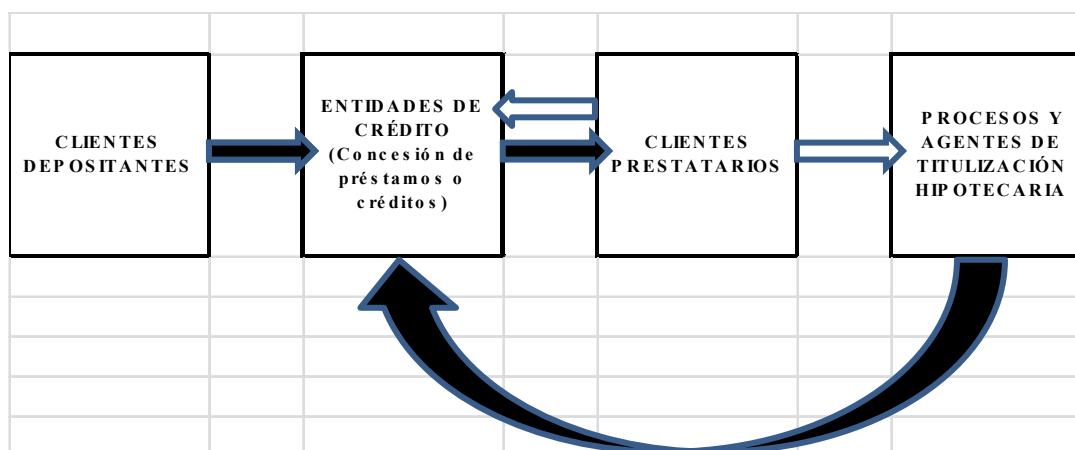 CLIENTES
DEPOSITANTES
ENTIDADES DE
CRÉDITO
(Concesión de
préstamos o
créditos)
CLIENTES
PRESTATARIOS
PROCESOS Y
AGENTES DE
TITULIZACIÓN
HIPOTECARIA